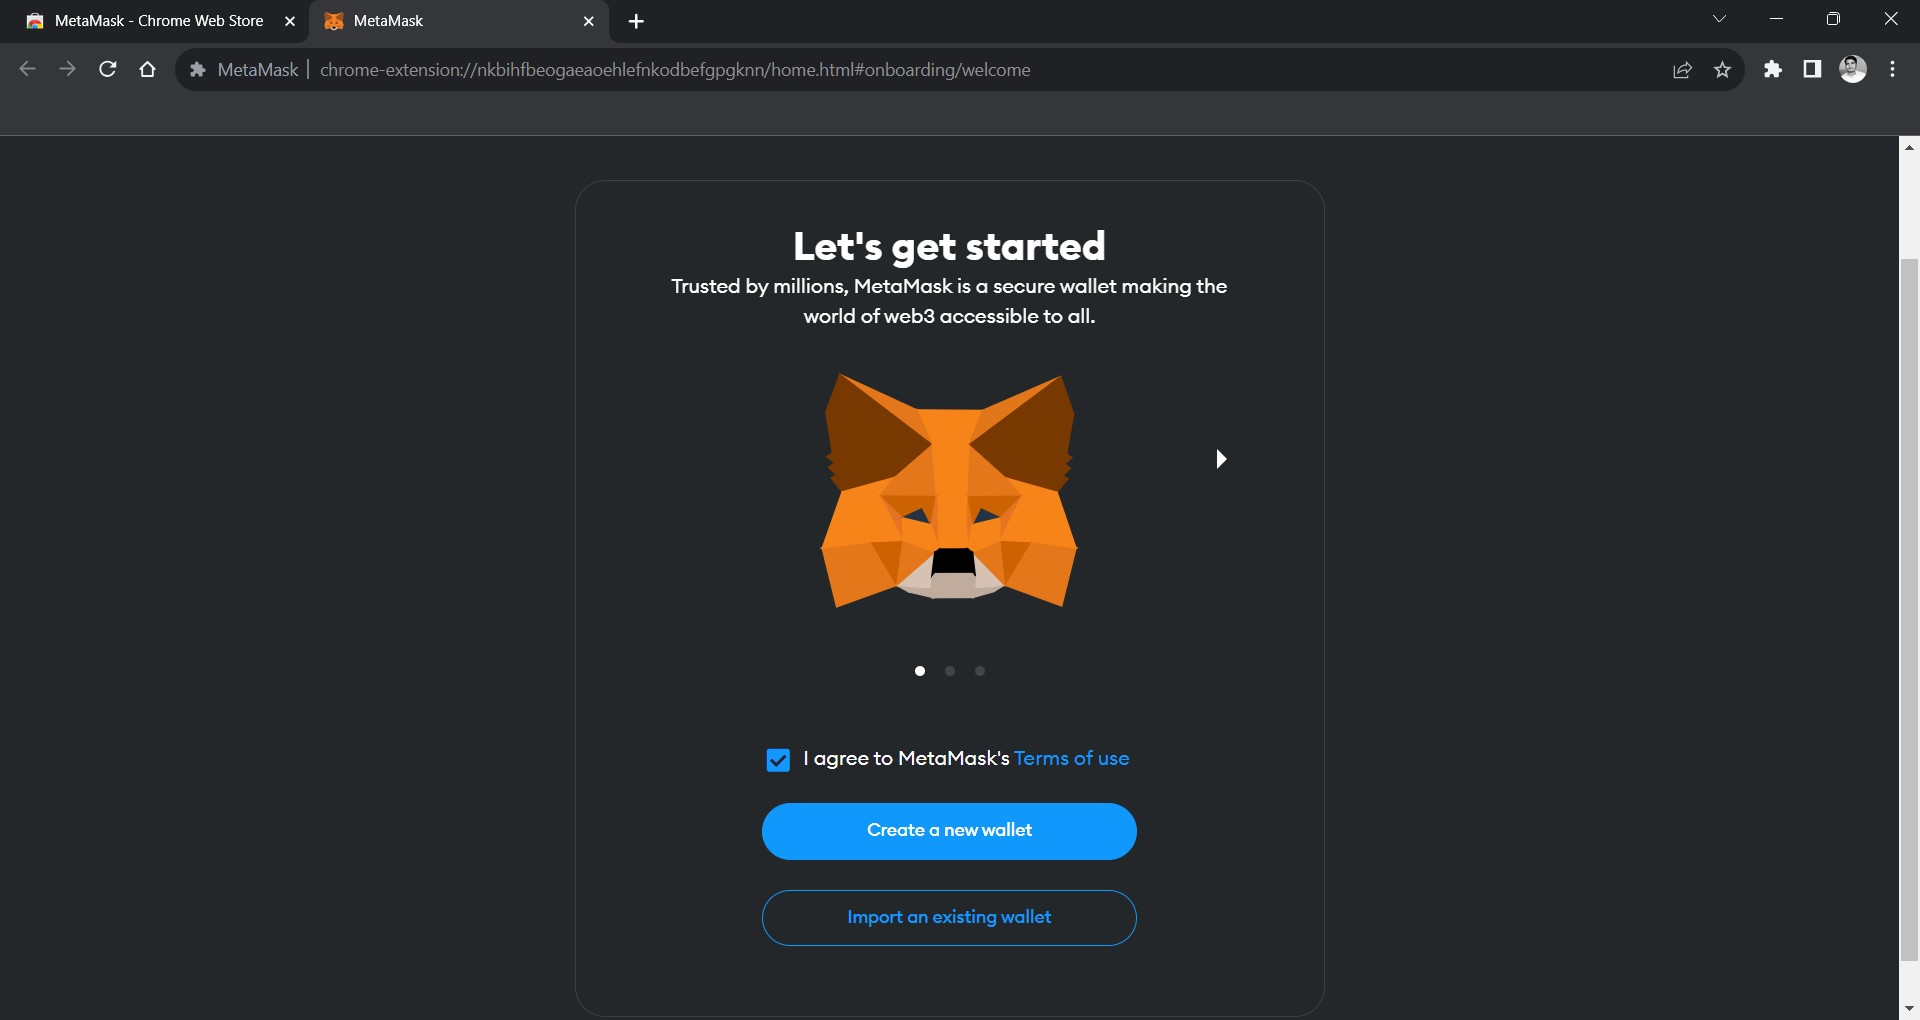 MetaMask - Chrome Web Store
MetaMask
MetaMask
chrome-extension://nkbihfbeogaeaoehlefnkodbefgpgknn/home.html#onboarding/welcome
Let's get started
Trusted by millions, MetaMask is a secure wallet making the
world of web3 accessible to all.
I agree to MetaMask's Terms of use
Create a new wallet
Import an existing wallet